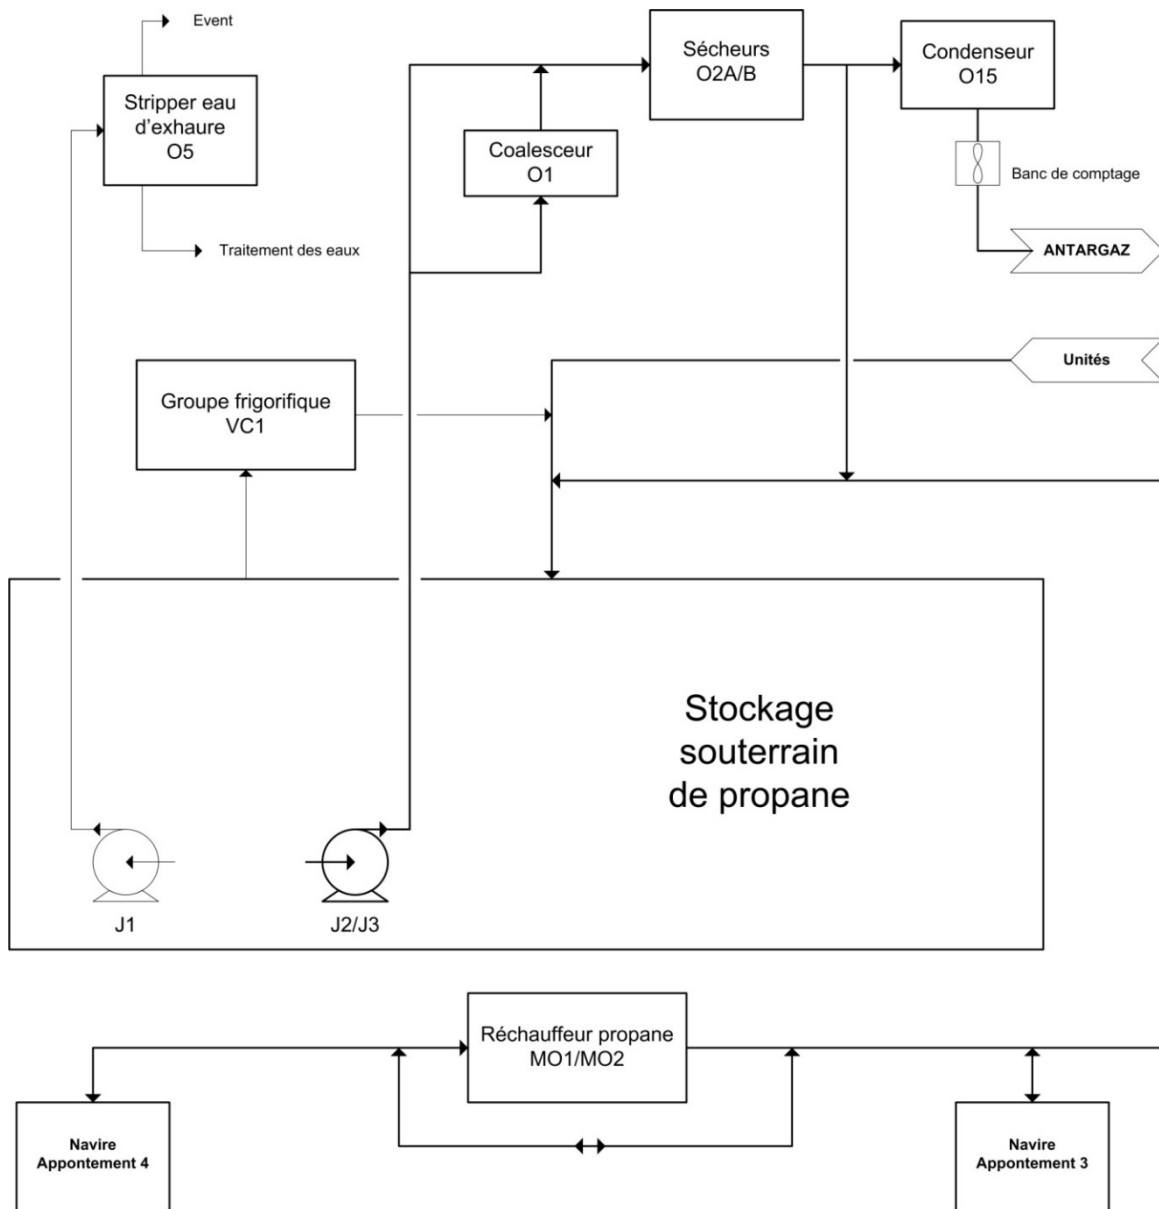 Event
Stripper eau
d'exhaure
O5
Traitement des eaux
Sécheurs
O2A/B
Condenseur
O15
Coalesceur
O1
Banc de comptage
ANTARGAZ
Unités
Groupe frigorifique
VC1
Stockage
souterrain
de propane
J1
J2/J3
Réchauffeur propane
MO1/MO2
Navire
Appontement 4
Navire
Appontement 3